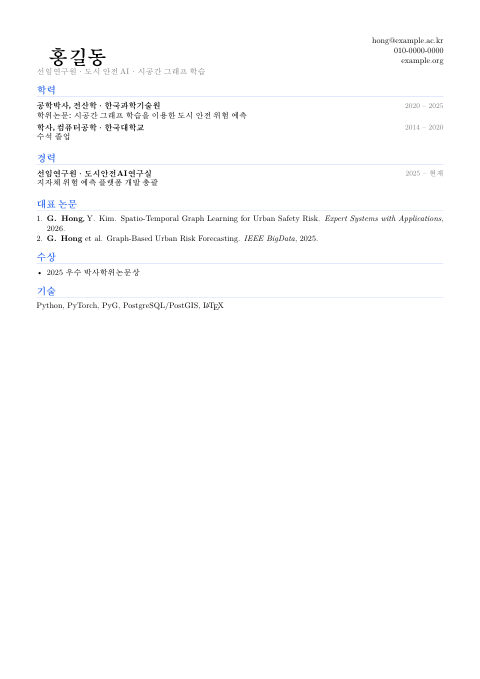 홍길동
선임연구원 · 도시 안전 AI · 시공간 그래프 학습
hong@example.ac.kr
010-0000-0000
example.org
학력
공학박사, 전산학 · 한국과학기술원 2020 – 2025
학위논문: 시공간 그래프 학습을 이용한 도시 안전 위험 예측
학사, 컴퓨터공학 · 한국대학교 2014 – 2020
수석 졸업
경력
선임연구원 · 도시안전AI연구실 2025 – 현재
지자체 위험 예측 플랫폼 개발 총괄
대표 논문
1. G. Hong, Y. Kim. Spatio-Temporal Graph Learning for Urban Safety Risk. Expert Systems with Applications,
2026.
2. G. Hong et al. Graph-Based Urban Risk Forecasting. IEEE BigData, 2025.
수상
• 2025 우수 박사학위논문상
기술
Python, PyTorch, PyG, PostgreSQL/PostGIS, LaTeX